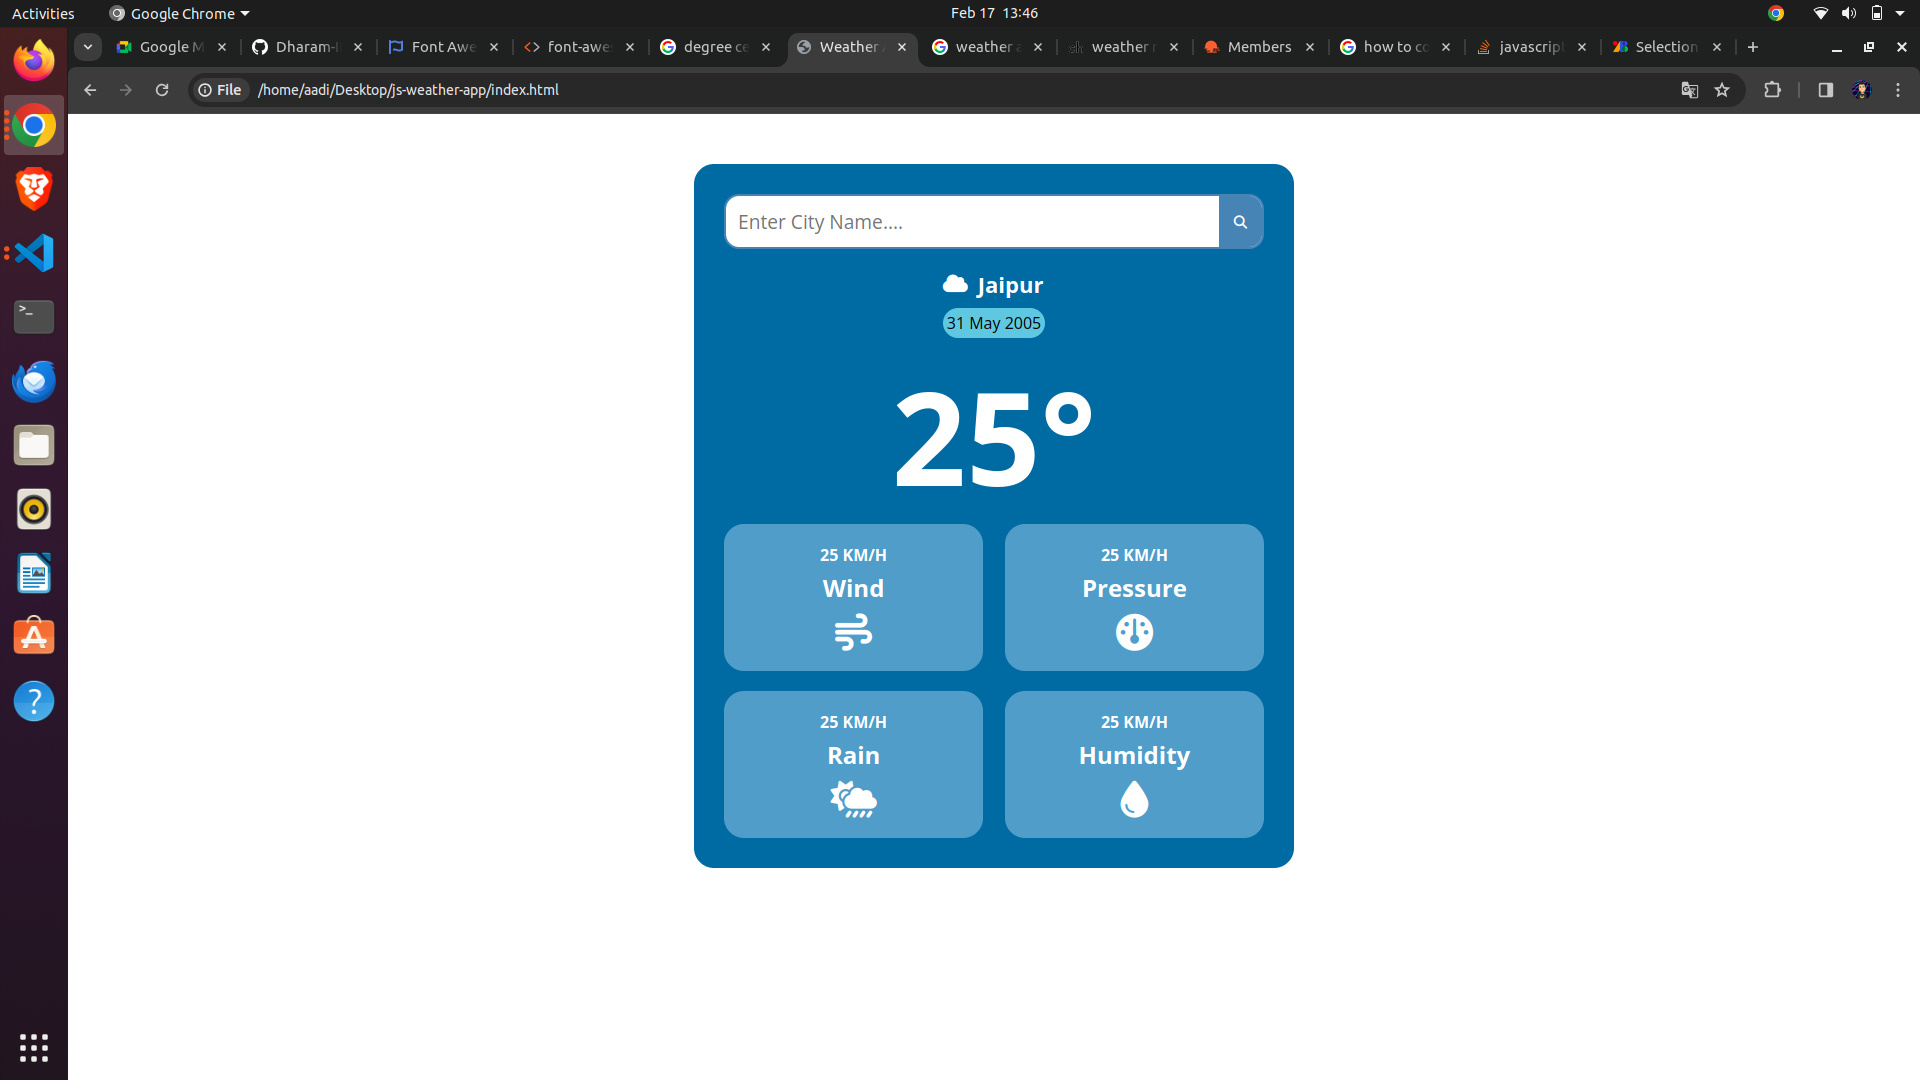 Activities Google Chrome Feb 17 13:46
Google M Dharam- Font Awe font-awe degree ce Weather weather a weather r Members how to co javascrip Selection
File /home/aadi/Desktop/js-weather-app/index.html
Enter City Name....
Jaipur
31 May 2005
25°
25 KM/H
Wind
25 KM/H
Pressure
25 KM/H
Rain
25 KM/H
Humidity